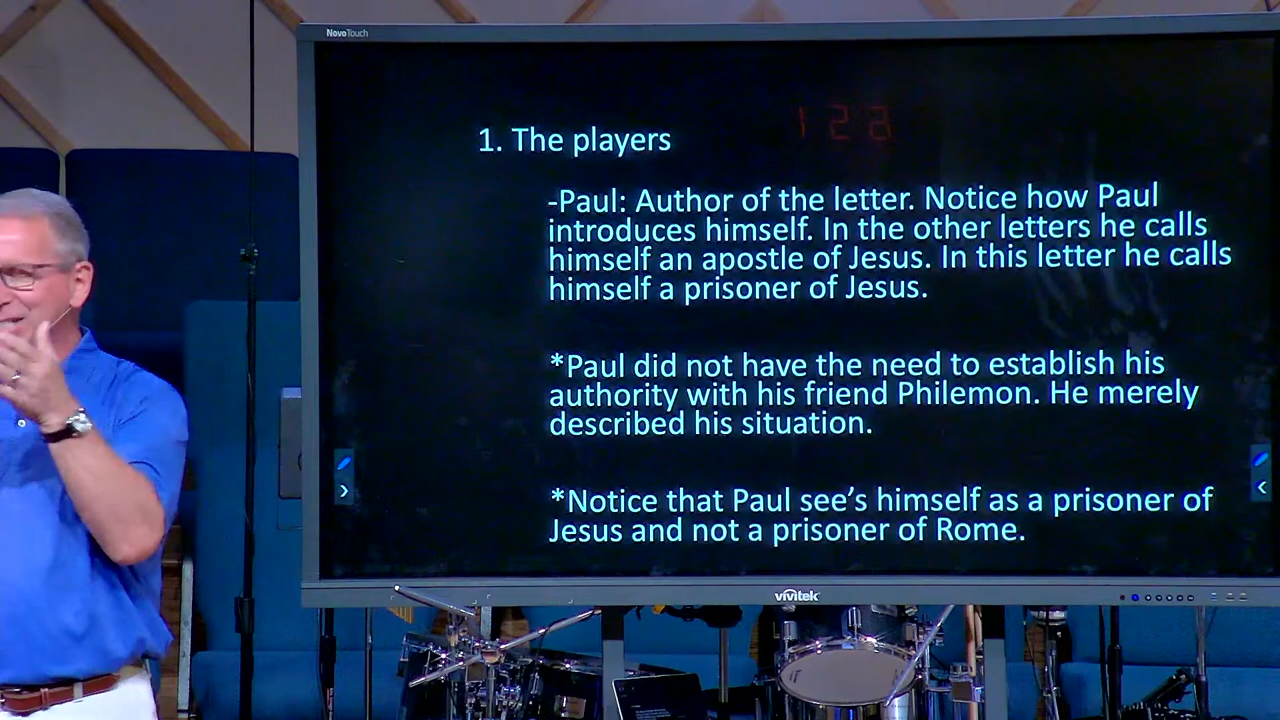 NovoTouch
1. The players
-Paul: Author of the letter. Notice how Paul
introduces himself. In the other letters he calls
himself an apostle of Jesus. In this letter he calls
himself a prisoner of Jesus.
*Paul did not have the need to establish his
authority with his friend Philemon. He merely
described his situation.
*Notice that Paul see’s himself as a prisoner of
Jesus and not a prisoner of Rome.
vivitek